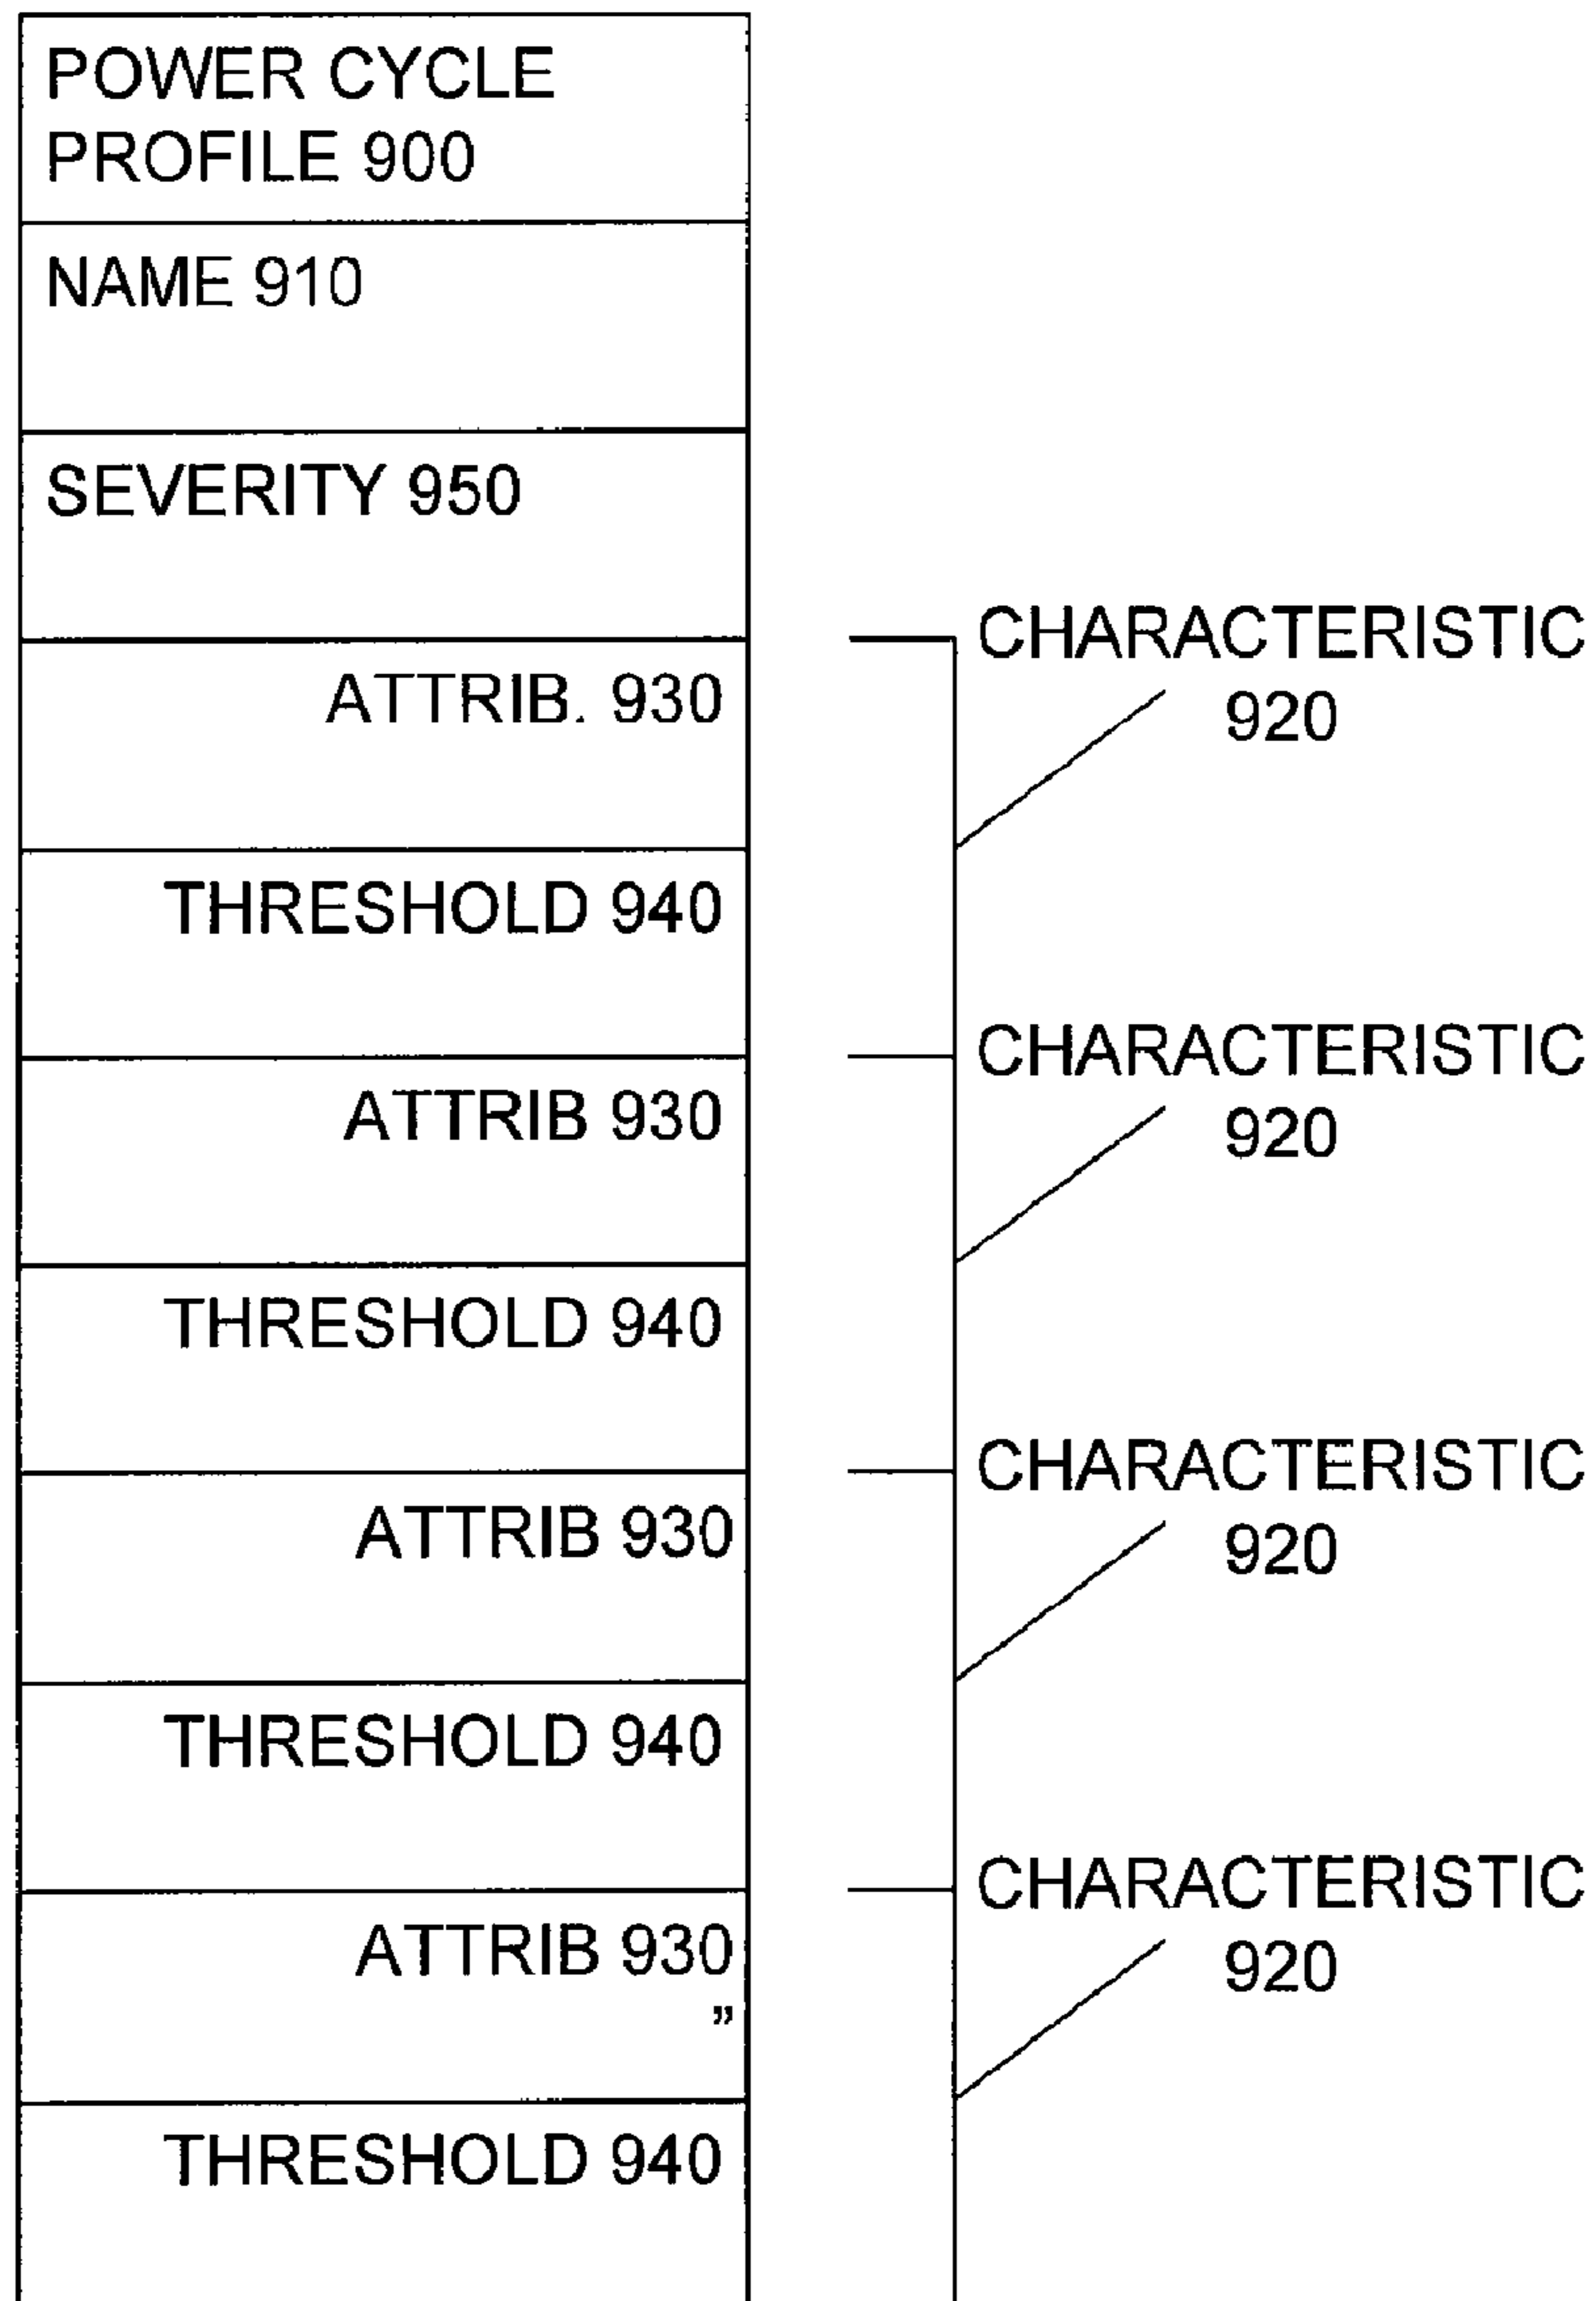 POWER CYCLE
PROFILE 900
NAME 910
SEVERITY 950
ATTRIB. 930
THRESHOLD 940
ATTRIB 930
THRESHOLD 940
ATTRIB 930
THRESHOLD 940
ATTRIB 930
”
THRESHOLD 940
CHARACTERISTIC
920
CHARACTERISTIC
920
CHARACTERISTIC
920
CHARACTERISTIC
920